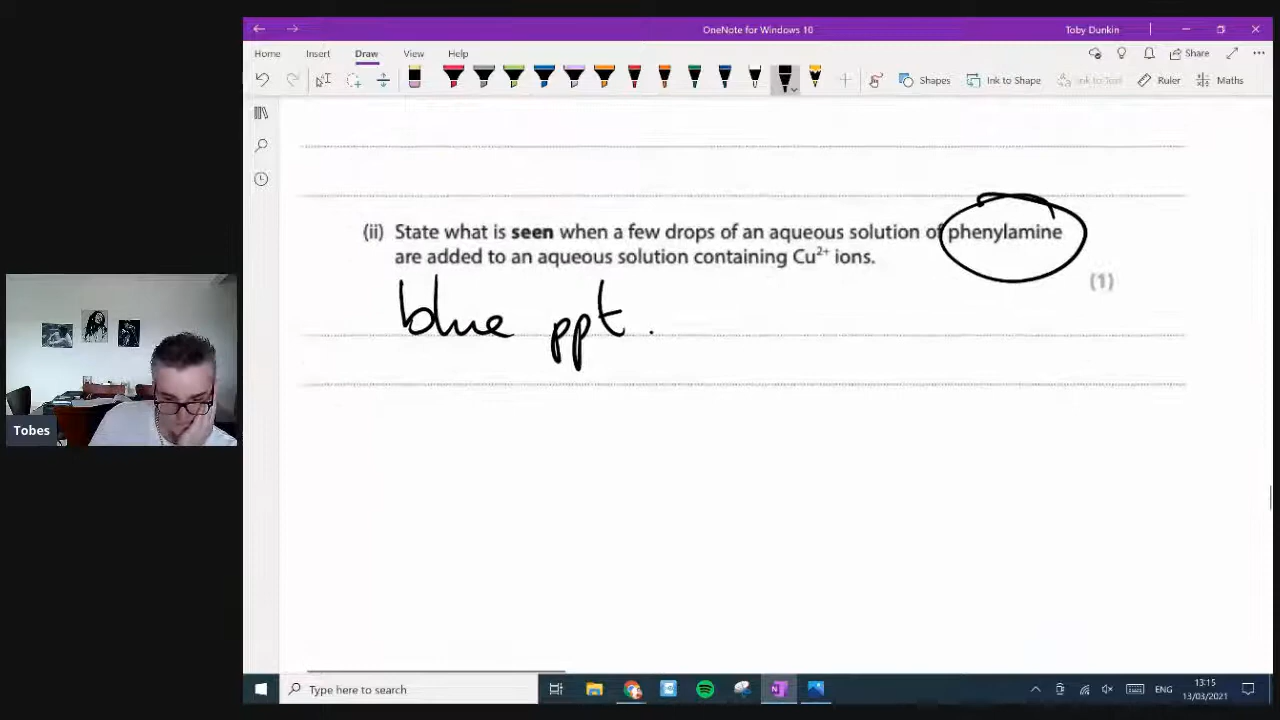 OneNote for Windows 10
Toby Dunkin
Home Insert Draw View Help
Share
Shapes Ink to Shape Ink to Text Ruler Maths
(ii) State what is seen when a few drops of an aqueous solution of phenylamine
are added to an aqueous solution containing Cu²⁺ ions.
(1)
blue ppt.
Tobes
Type here to search
ENG
13:15
13/03/2021